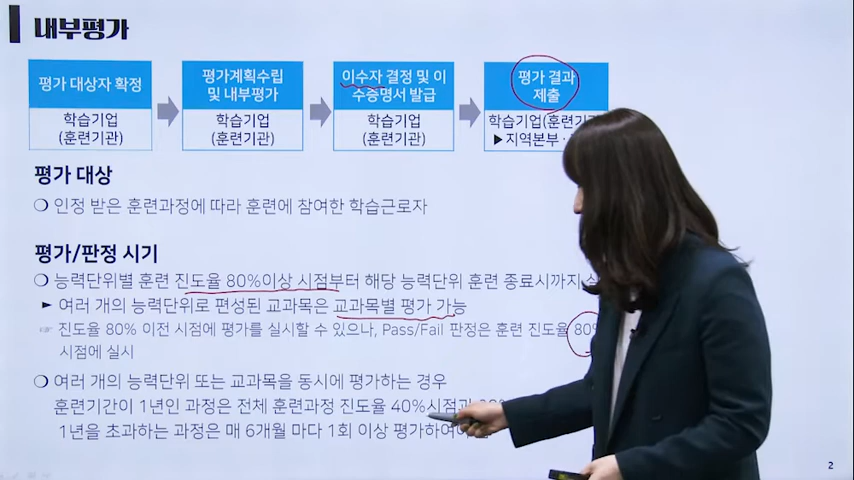 내부평가
평가 대상자 확정
학습기업
(훈련기관)
평가계획수립
및 내부평가
학습기업
(훈련기관)
이수자 결정 및 이
수증명서 발급
학습기업
(훈련기관)
평가 결과
제출
학습기업(훈련기
▶지역본부·
평가 대상
❍ 인정 받은 훈련과정에 따라 훈련에 참여한 학습근로자
평가/판정 시기
❍ 능력단위별 훈련 진도율 80%이상 시점부터 해당 능력단위 훈련 종료시까지
► 여러 개의 능력단위로 편성된 교과목은 교과목별 평가 가능
☞ 진도율 80% 이전 시점에 평가를 실시할 수 있으나, Pass/Fail 판정은 훈련 진도율 80%
시점에 실시
❍ 여러 개의 능력단위 또는 교과목을 동시에 평가하는 경우
훈련기간이 1년인 과정은 전체 훈련과정 진도율 40%시점과
1년을 초과하는 과정은 매 6개월 마다 1회 이상 평가하여야
2